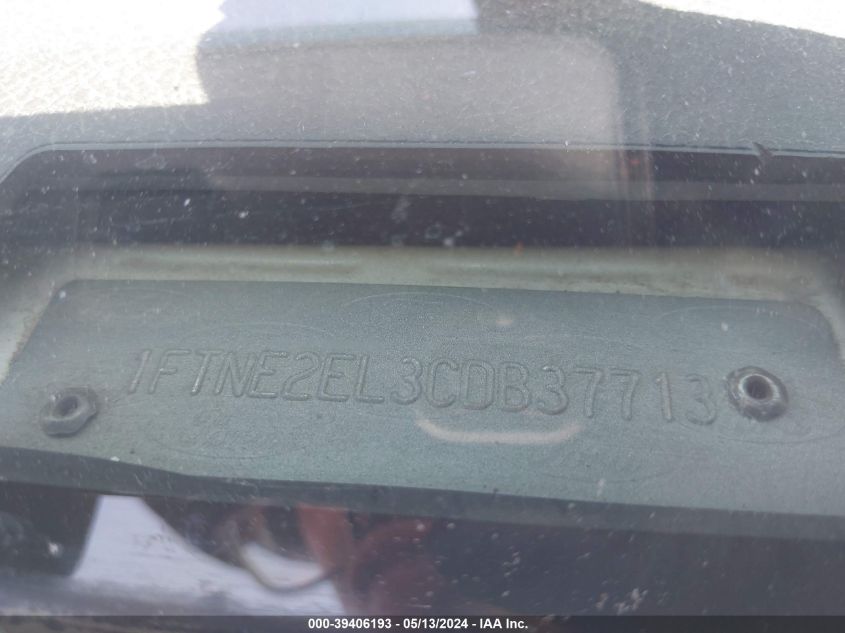 1FTNE2EL3CDB37713
000-39406193 - 05/13/2024 - IAA Inc.